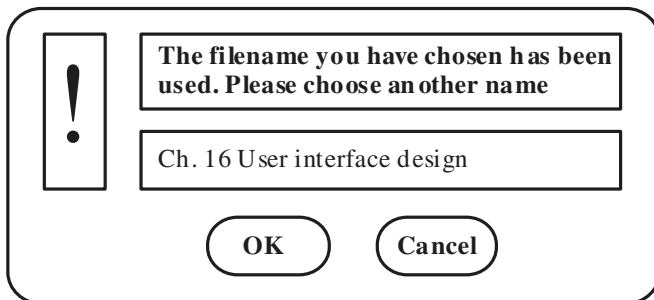 !
The filename you have chosen has been
used. Please choose another name
Ch. 16 User interface design
OK
Cancel